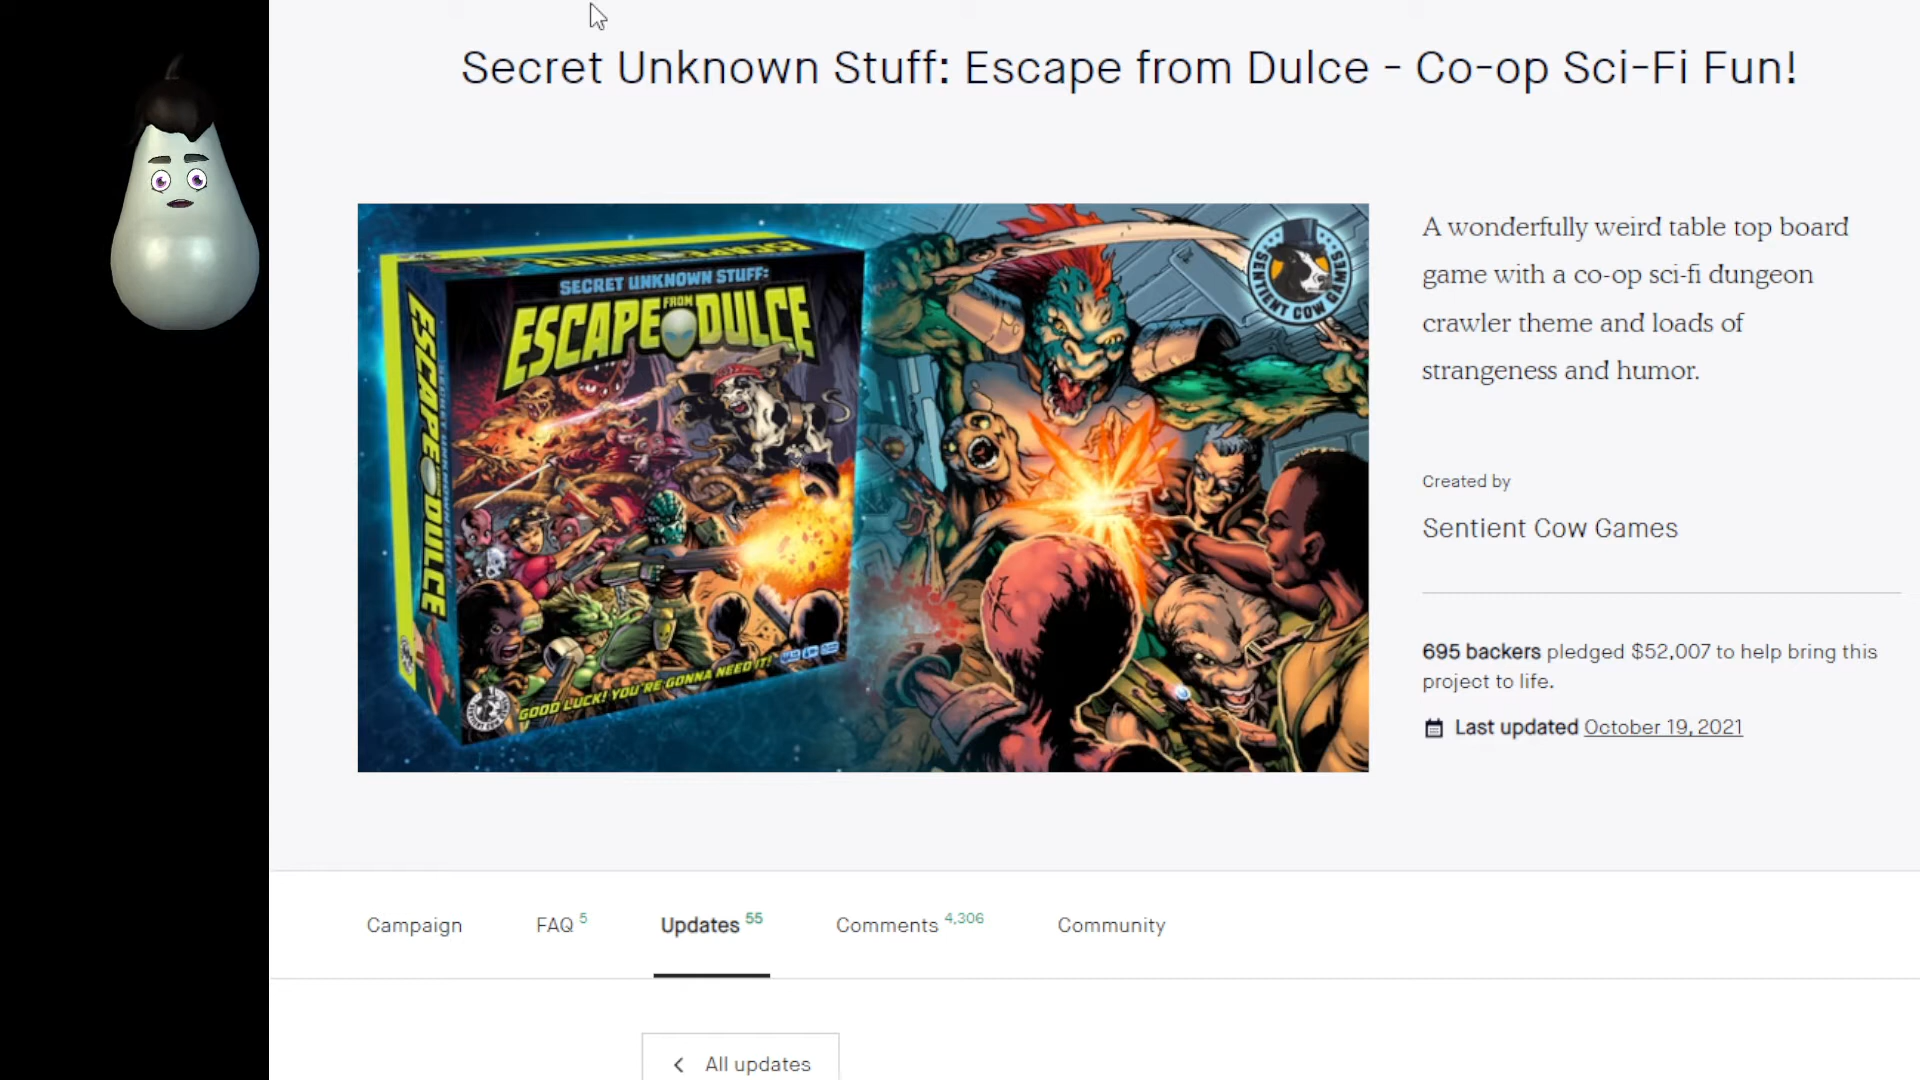 Secret Unknown Stuff: Escape from Dulce - Co-op Sci-Fi Fun!
SECRET UNKNOWN STUFF:
ESCAPE FROM DULCE
ESCAPE FROM DULCE
GOOD LUCK! YOU'RE GONNA NEED IT!
SENTIENT COW GAMES
A wonderfully weird table top board
game with a co-op sci-fi dungeon
crawler theme and loads of
strangeness and humor.
Created by
Sentient Cow Games
695 backers pledged $52,007 to help bring this
project to life.
Last updated October 19, 2021
Campaign
FAQ 5
Updates 55
Comments 4,306
Community
All updates